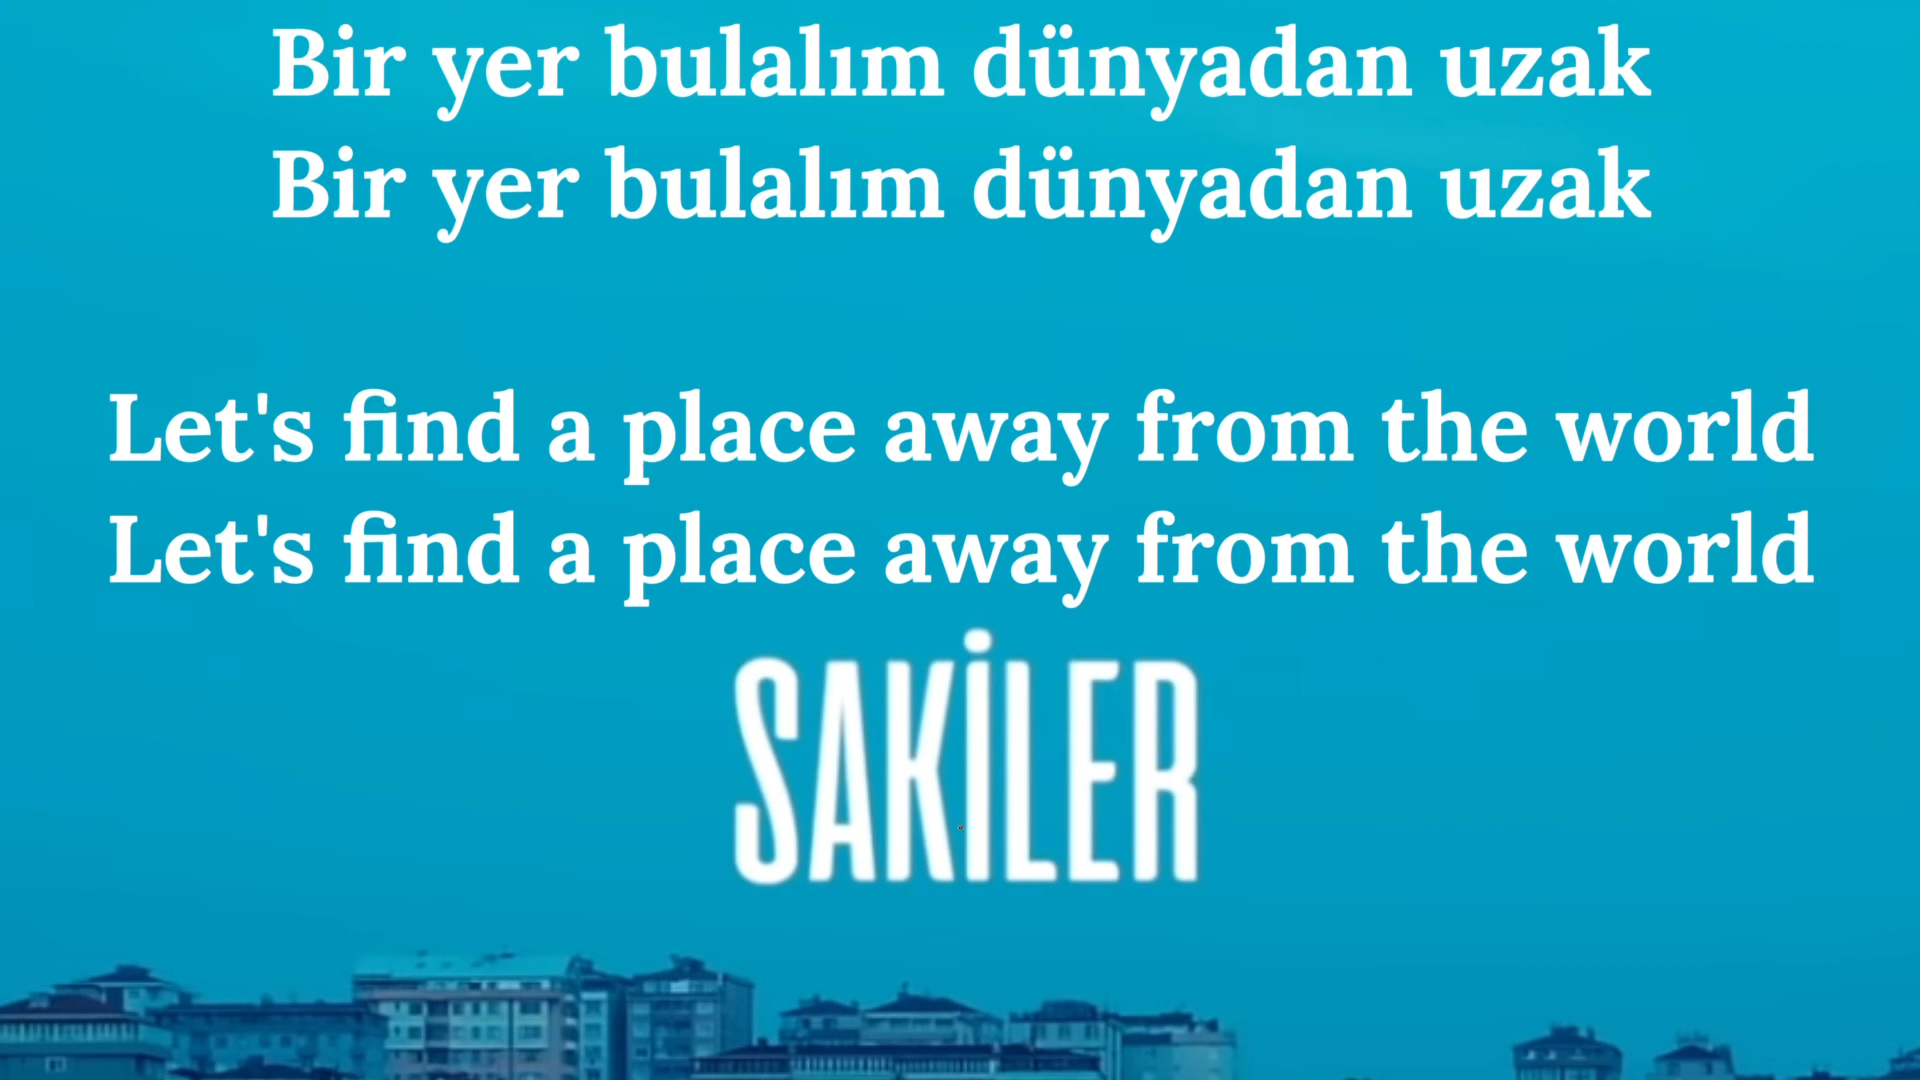 Bir yer bulalım dünyadan uzak
Bir yer bulalım dünyadan uzak
Let's find a place away from the world
Let's find a place away from the world
SAKİLER